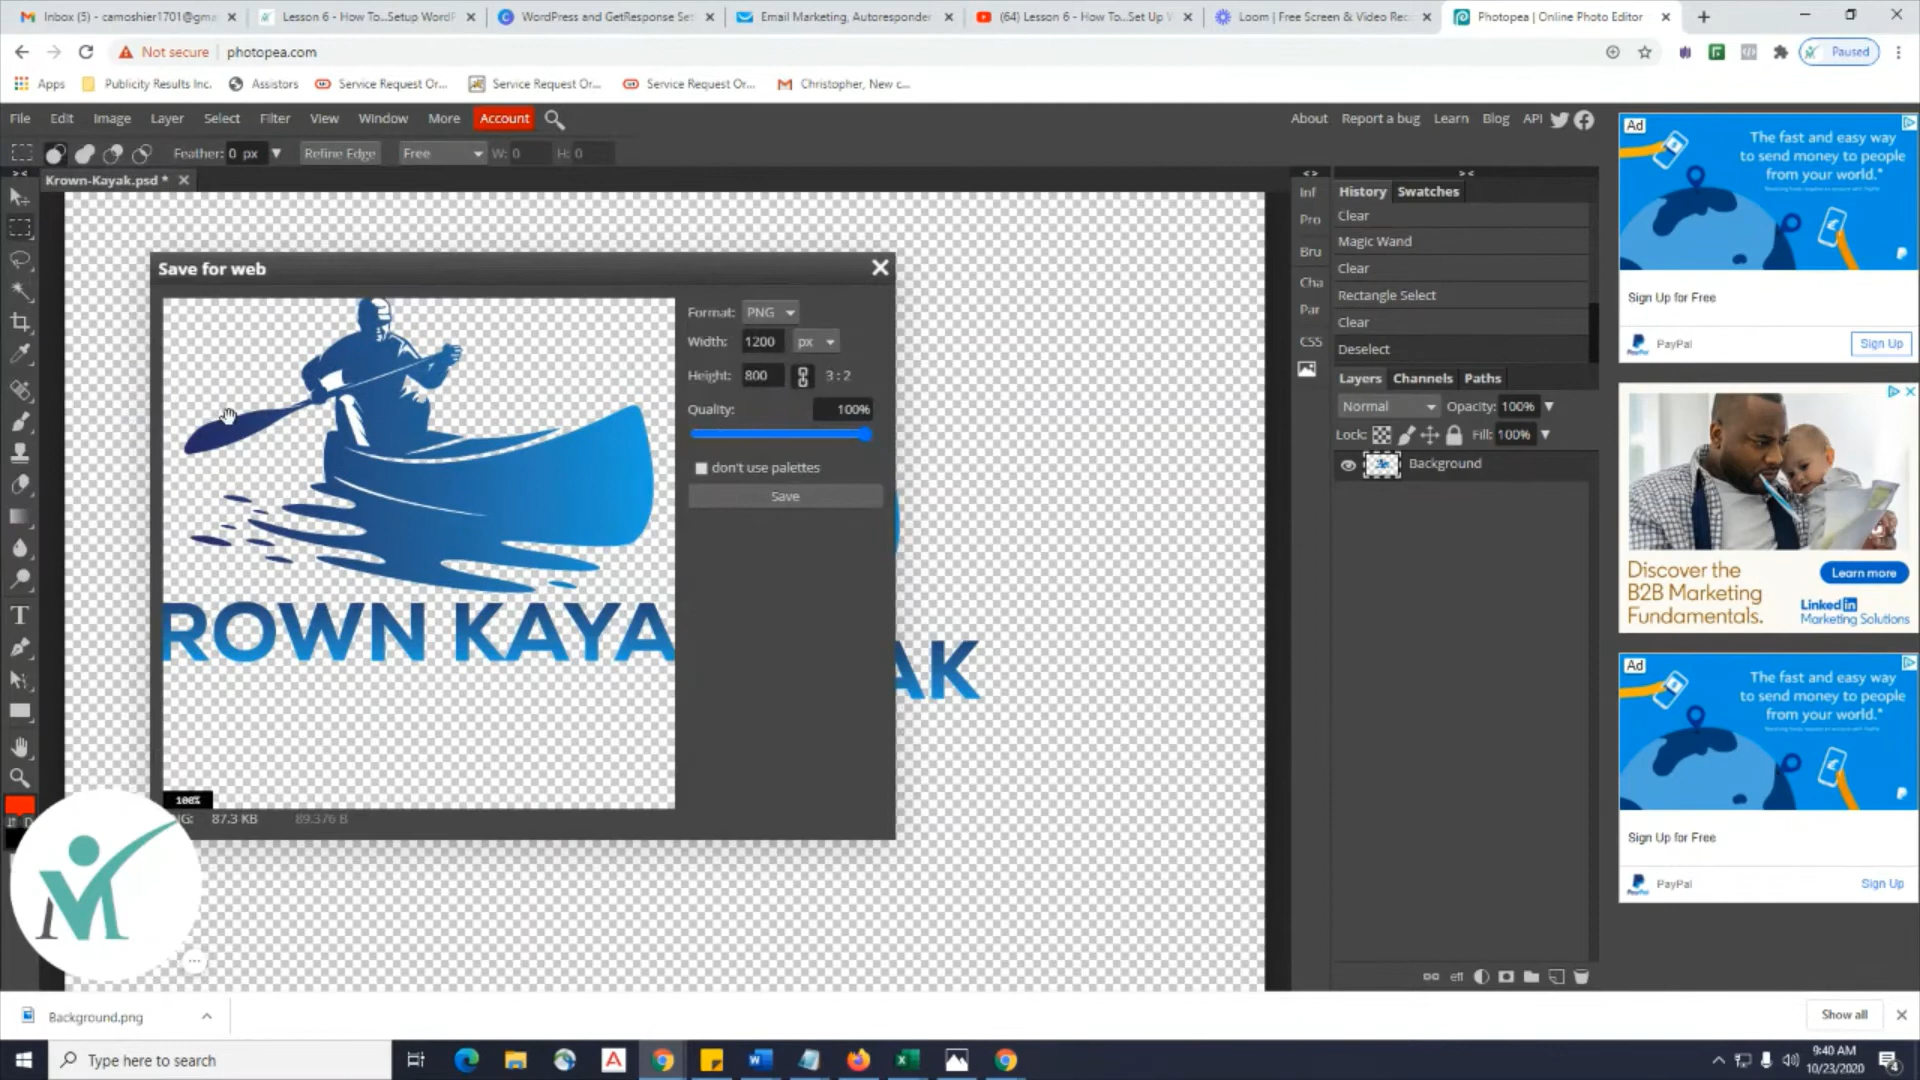 Inbox (5) - camoshier1701@gma
Lesson 6 - How To...Setup WordP
WordPress and GetResponse Set
Email Marketing, Autoresponder
(64) Lesson 6 - How To...Set Up
Loom | Free Screen & Video Rec
Photopea | Online Photo Editor
Not secure photopea.com
Paused
Apps
Publicity Results Inc.
Assistors
Service Request Or...
Service Request Or...
Service Request Or...
Christopher, New c...
File Edit Image Layer Select Filter View Window More Account
About Report a bug Learn Blog API
Feather: 0 px Refine Edge Free W: 0 H: 0
Krown-Kayak.psd *
Save for web
Format: PNG
Width: 1200 px
Height: 800 3 : 2
Quality: 100%
don't use palettes
Save
ROWN KAYA
AK
100%
87.3 KB 89.376 B
Inf
Pro
Bru
Cha
Par
CSS
History Swatches
Clear
Magic Wand
Clear
Rectangle Select
Clear
Deselect
Layers Channels Paths
Normal Opacity: 100%
Lock: Fill: 100%
Background
eff
Ad
The fast and easy way
to send money to people
from your world.*
Sign Up for Free
PayPal
Sign Up
Discover the
B2B Marketing
Fundamentals.
Learn more
Linked in
Marketing Solutions
Ad
The fast and easy way
to send money to people
from your world.*
Sign Up for Free
PayPal
Sign Up
Background.png
Show all
Type here to search
9:40 AM
10/23/2020
4